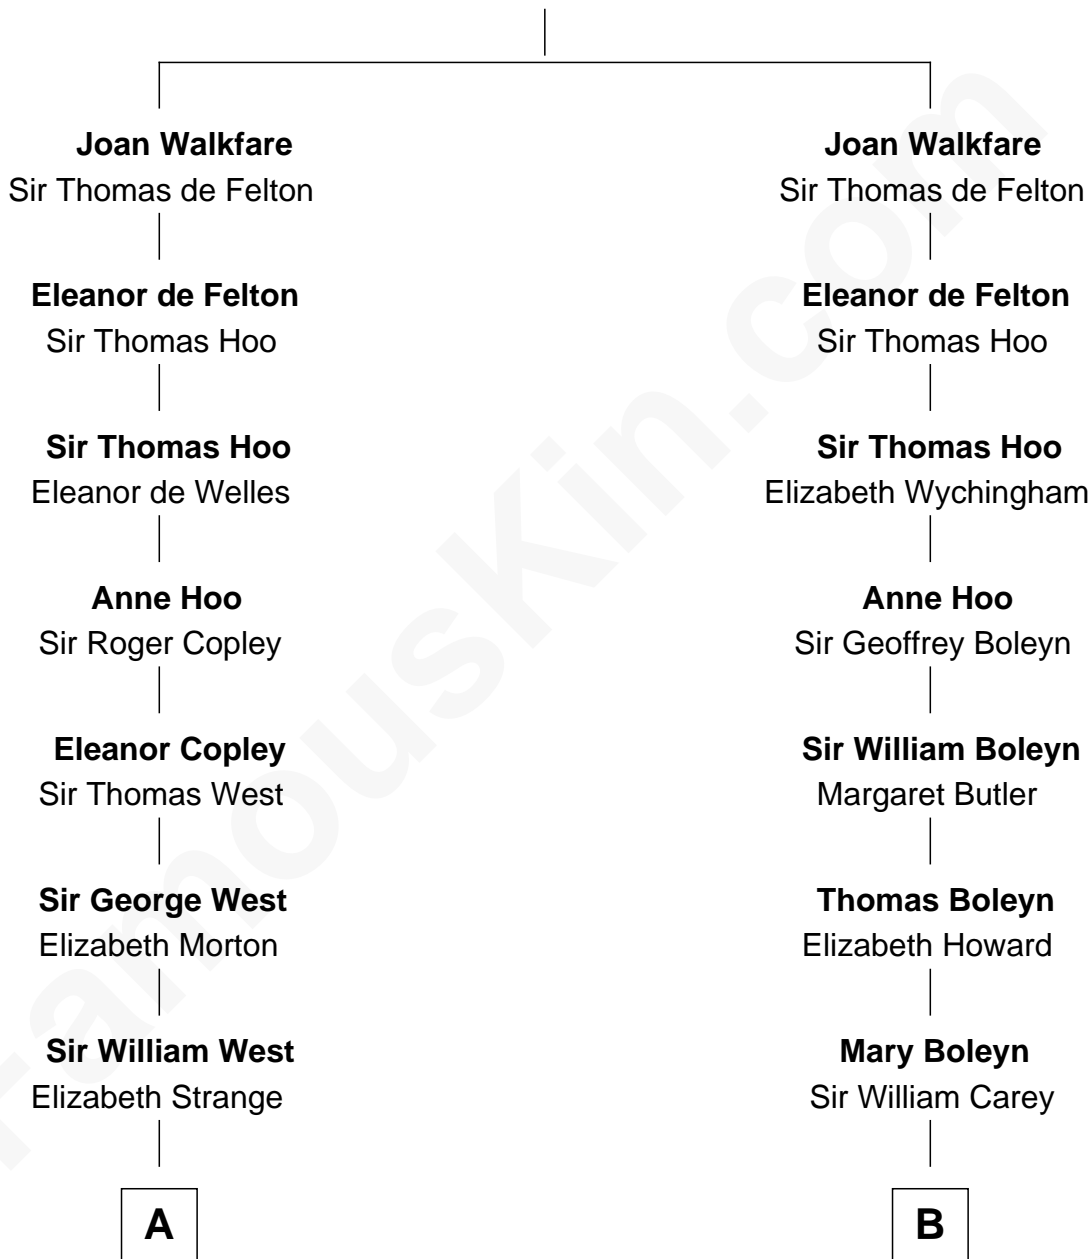 Joan Walkfare
Sir Thomas de Felton
Eleanor de Felton
Sir Thomas Hoo
Sir Thomas Hoo
Eleanor de Welles
Anne Hoo
Sir Roger Copley
Eleanor Copley
Sir Thomas West
Sir George West
Elizabeth Morton
Sir William West
Elizabeth Strange
A
Joan Walkfare
Sir Thomas de Felton
Eleanor de Felton
Sir Thomas Hoo
Sir Thomas Hoo
Elizabeth Wychingham
Anne Hoo
Sir Geoffrey Boleyn
Sir William Boleyn
Margaret Butler
Thomas Boleyn
Elizabeth Howard
Mary Boleyn
Sir William Carey
B
FamousKin.com